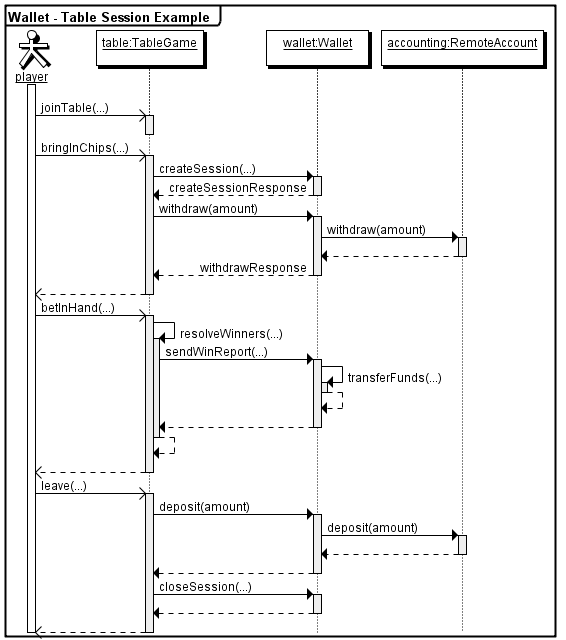 Wallet - Table Session Example
table:TableGame
wallet:Wallet
accounting:RemoteAccount
player
joinTable(...)
bringInChips(...)
createSession(...)
createSessionResponse
withdraw(amount)
withdraw(amount)
withdrawResponse
betInHand(...)
resolveWinners(...)
sendWinReport(...)
transferFunds(...)
leave(...)
deposit(amount)
deposit(amount)
closeSession(...)